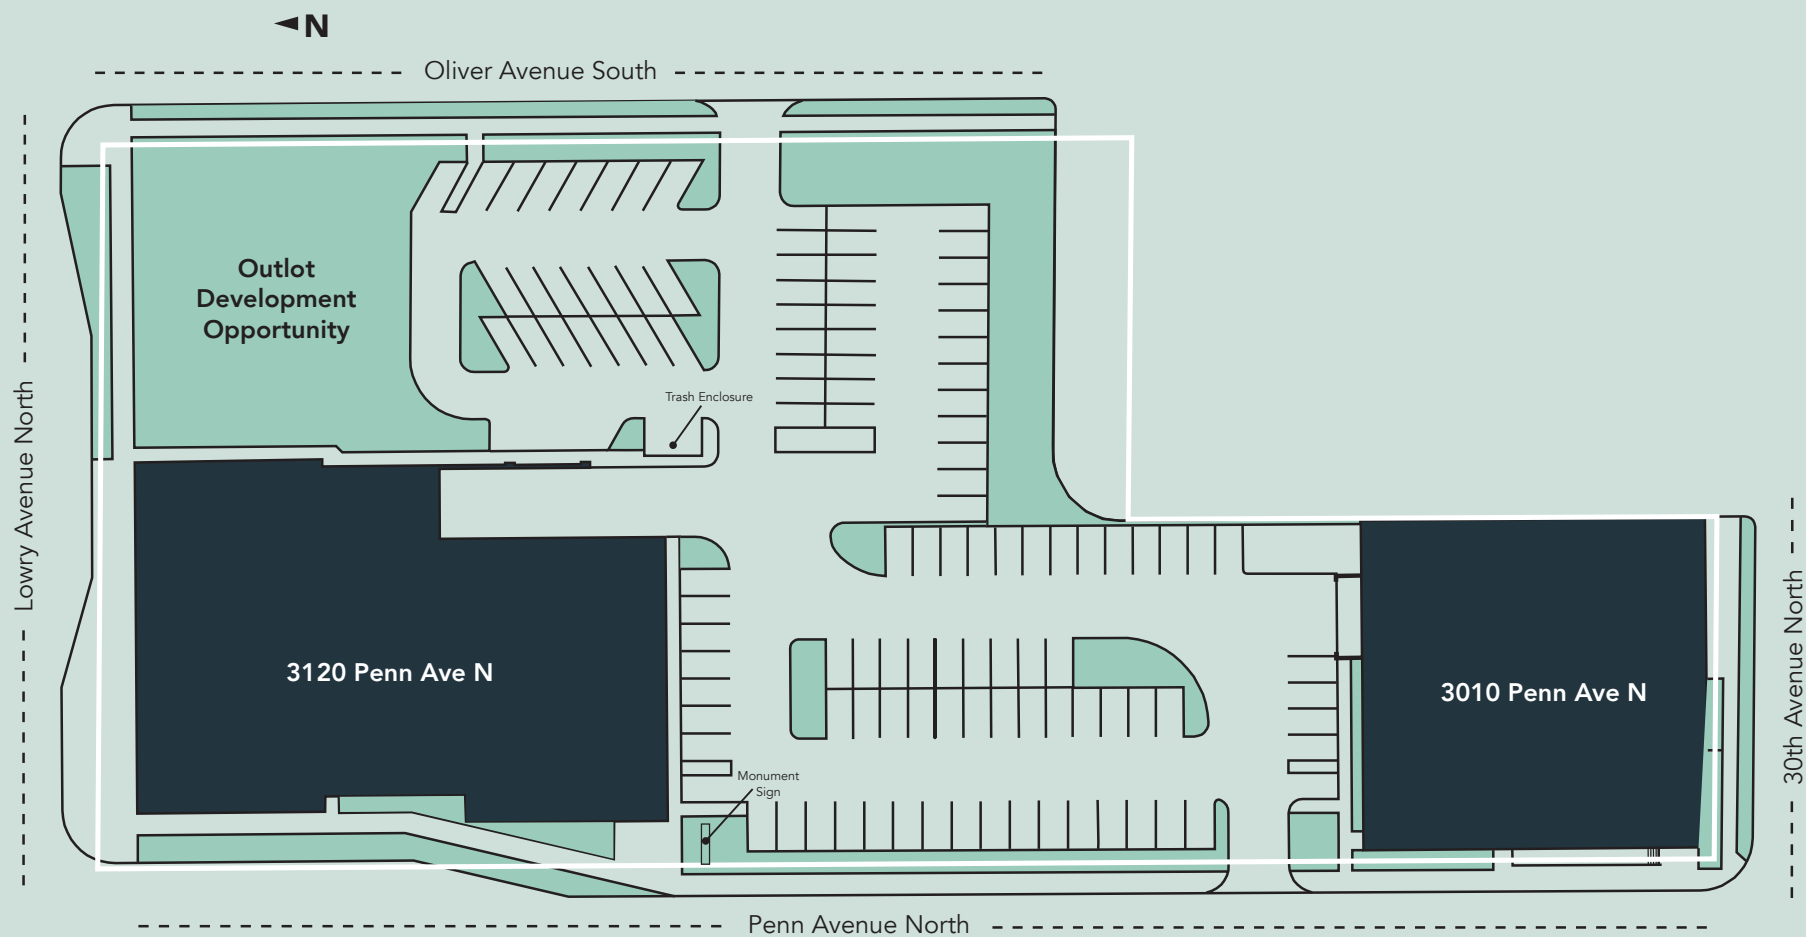 N
Oliver Avenue South
Lowry Avenue North
Outlot
Development
Opportunity
Trash Enclosure
3120 Penn Ave N
Monument
Sign
3010 Penn Ave N
30th Avenue North
Penn Avenue North